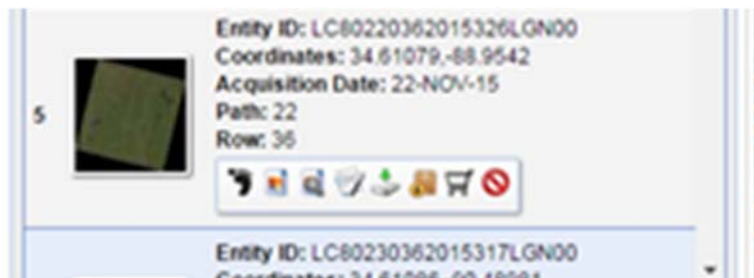 Entity ID: LC80220362015326LGN00
Coordinates: 34.61079,-88.9542
Acquisition Date: 22-NOV-15
5
Path: 22
Row: 36
Entity ID: LC80230362015317LGN00